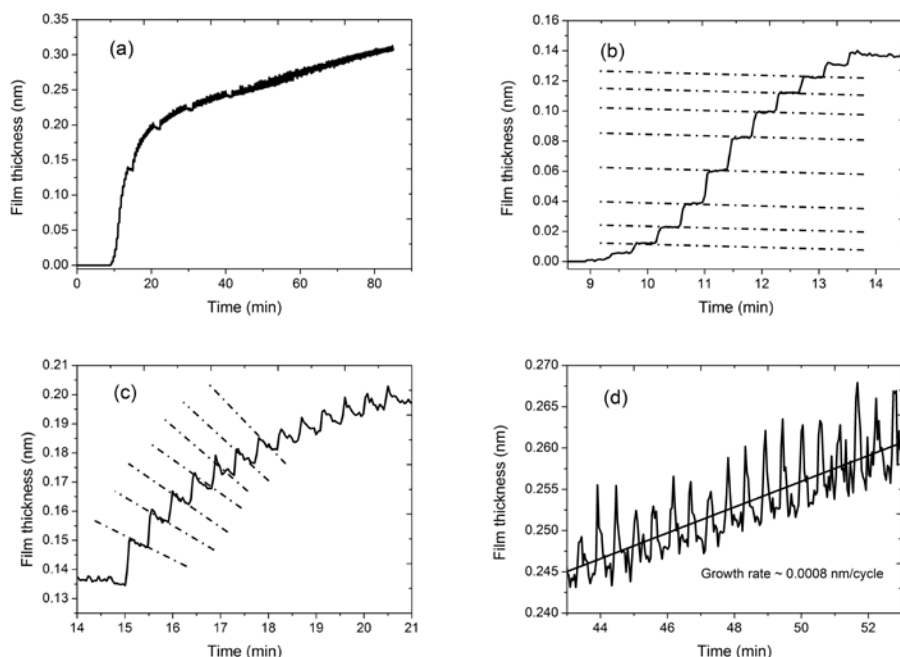 (a)
0.35
0.30
0.25
0.20
0.15
0.10
0.05
0.00
0 20 40 60 80
Film thickness (nm)
Time (min)
(b)
0.16
0.14
0.12
0.10
0.08
0.06
0.04
0.02
0.00
9 10 11 12 13 14
Film thickness (nm)
Time (min)
(c)
0.21
0.20
0.19
0.18
0.17
0.16
0.15
0.14
0.13
14 15 16 17 18 19 20 21
Film thickness (nm)
Time (min)
(d)
0.270
0.265
0.260
0.255
0.250
0.245
0.240
44 46 48 50 52
Film thickness (nm)
Growth rate ~ 0.0008 nm/cycle
Time (min)